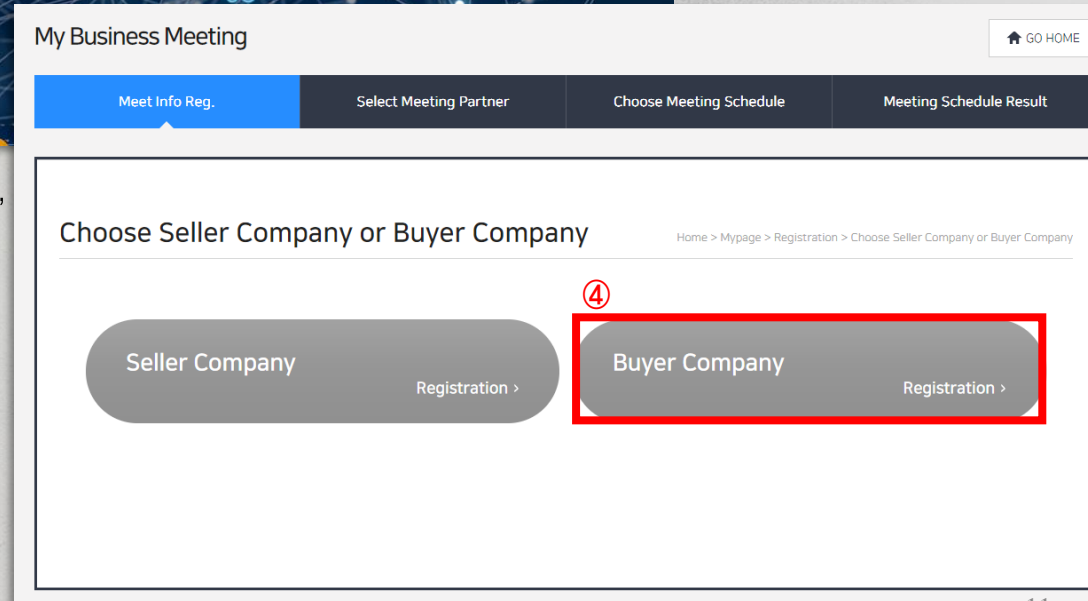 My Business Meeting
GO HOME
Meet Info Reg. Select Meeting Partner Choose Meeting Schedule Meeting Schedule Result
,
Choose Seller Company or Buyer Company
Home > Mypage > Registration > Choose Seller Company or Buyer Company
④
Seller Company
Registration >
Buyer Company
Registration >